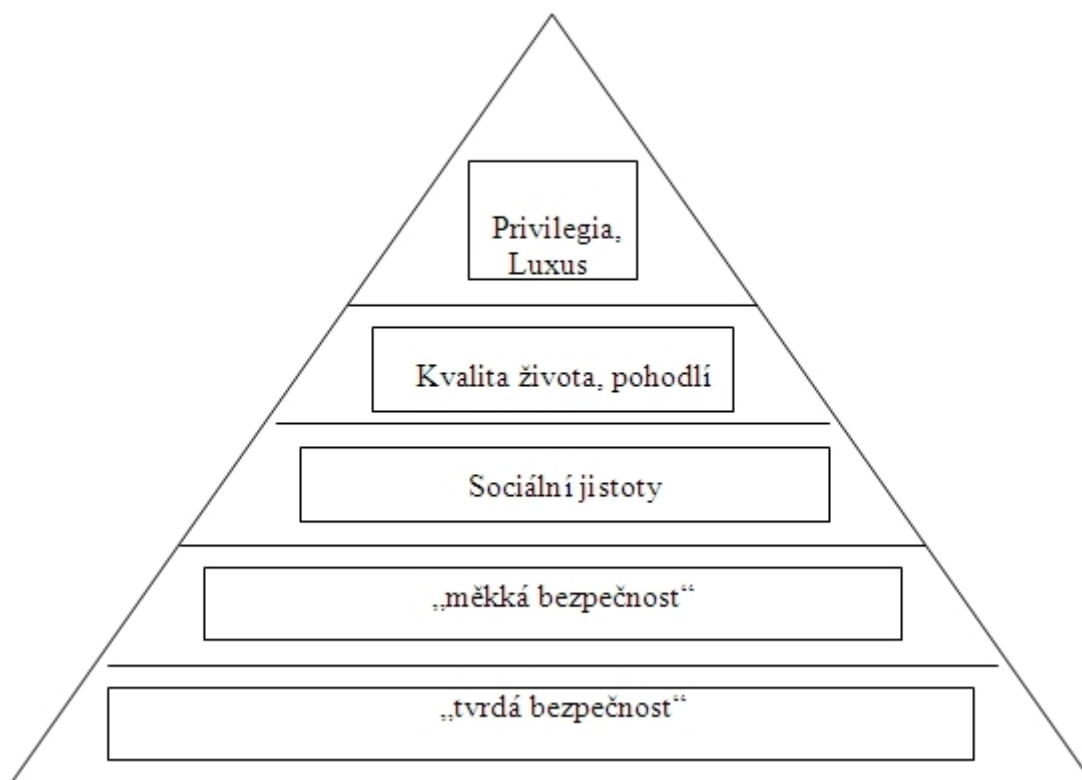 Privilegia,
Luxus
Kvalita života, pohodlí
Sociální jistoty
„měkká bezpečnost“
„tvrdá bezpečnost“